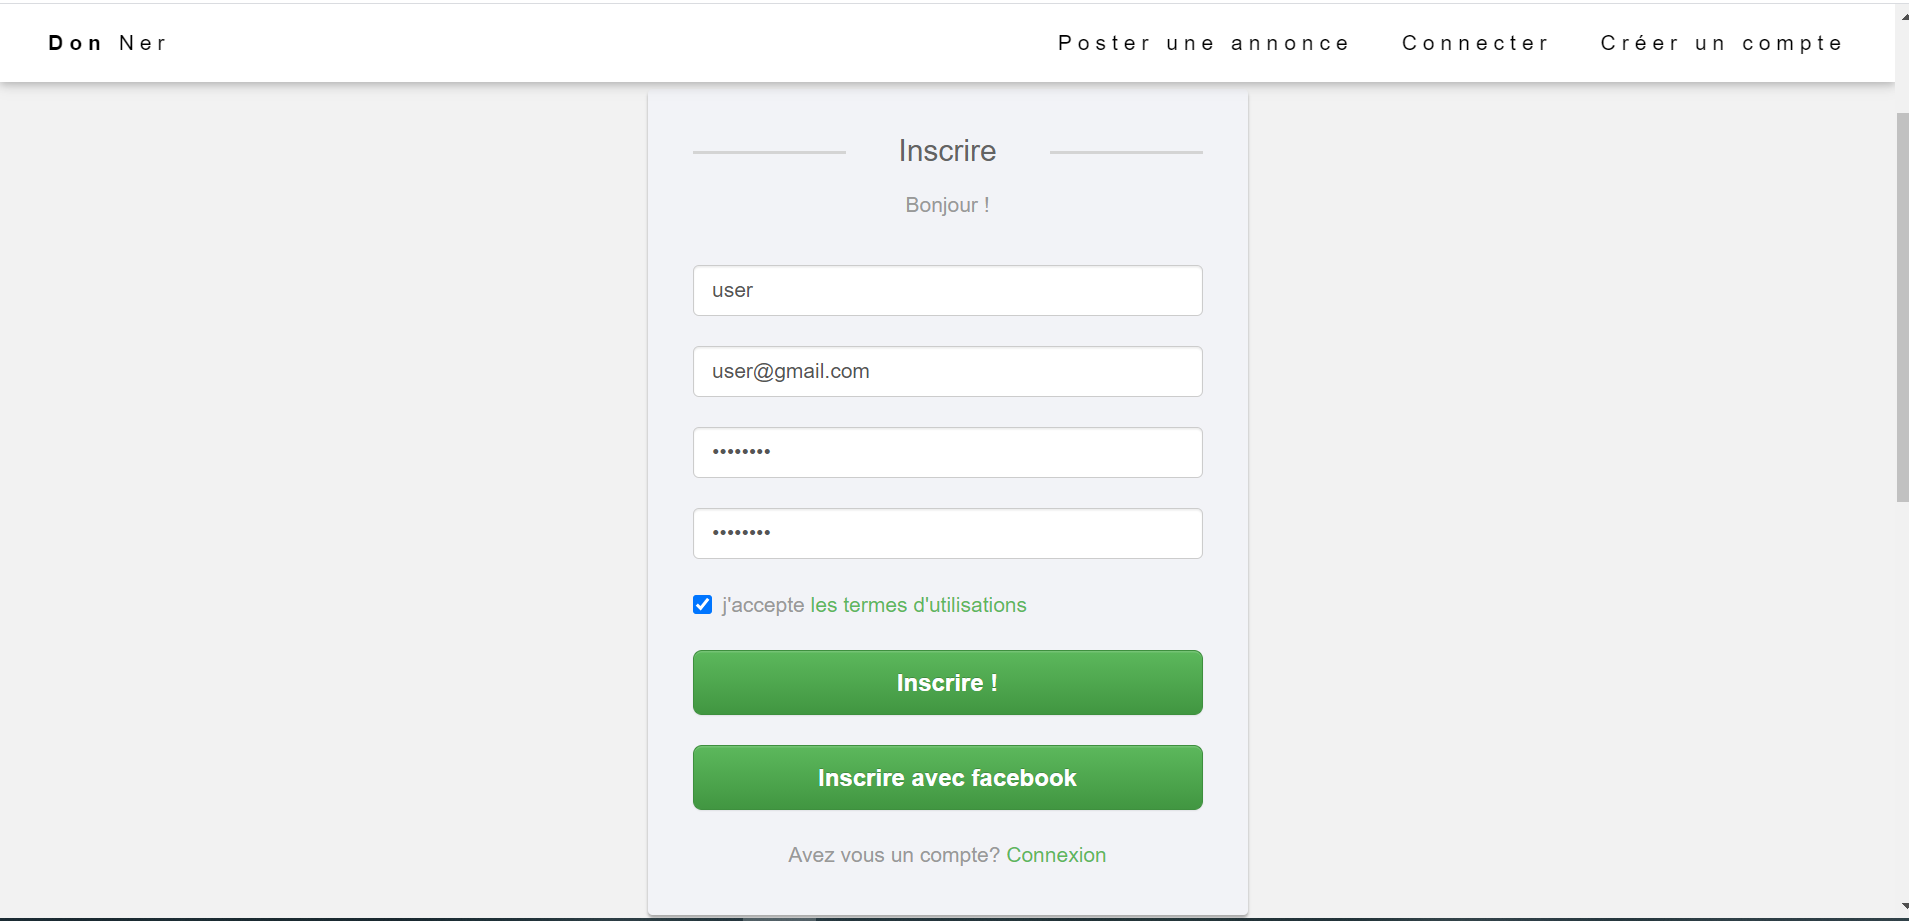 Don Ner
Poster une annonce
Connecter
Créer un compte
Inscrire
Bonjour !
user
user@gmail.com
••••••••
••••••••
j'accepte les termes d'utilisations
Inscrire !
Inscrire avec facebook
Avez vous un compte? Connexion